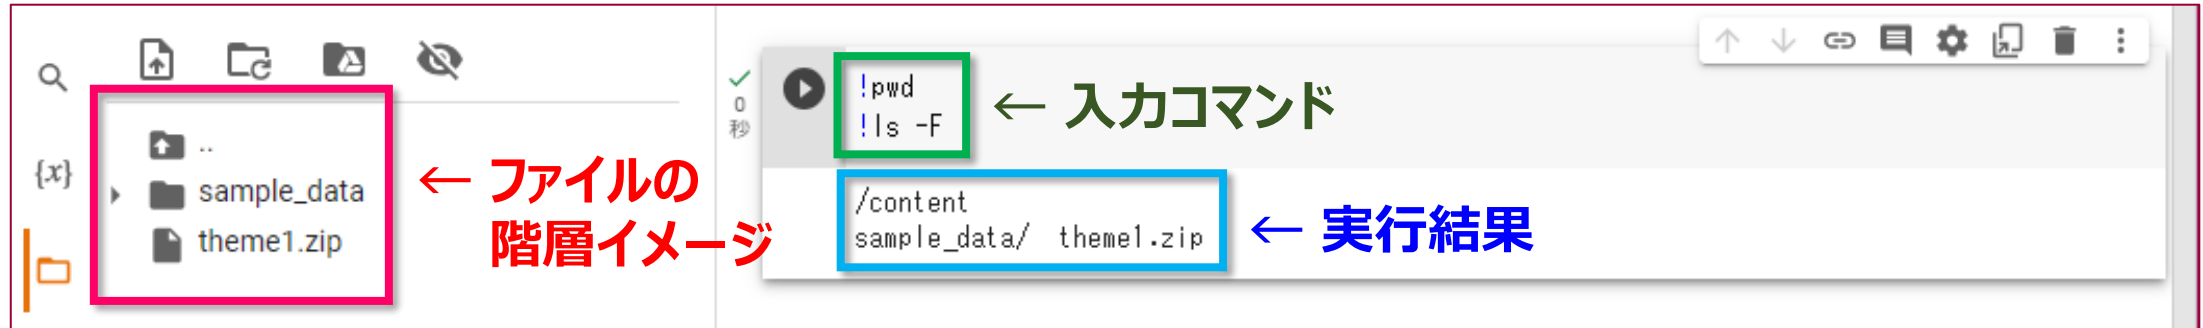 {x}
..
sample_data
theme1.zip
← ファイルの
階層イメージ
0
秒
!pwd
!ls -F
← 入力コマンド
/content
sample_data/  theme1.zip
← 実行結果